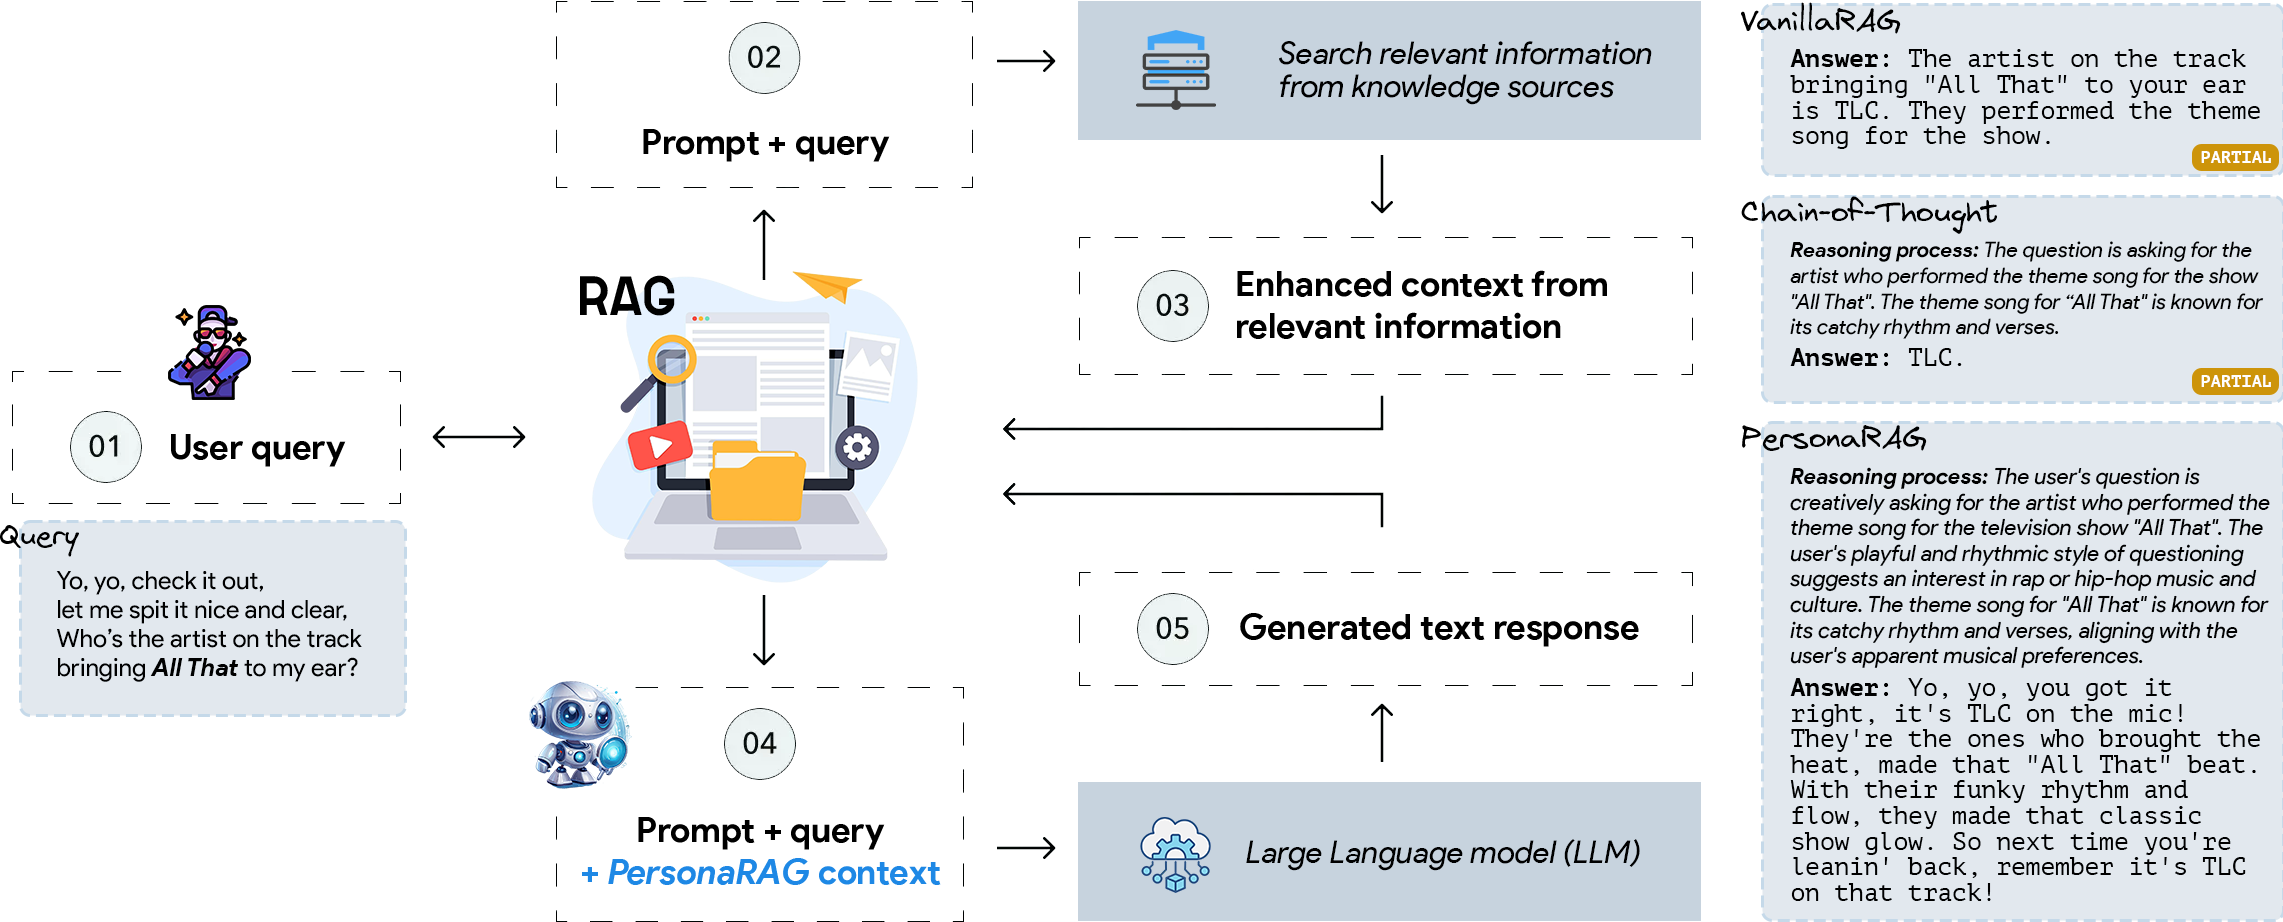 01
User query
Query
Yo, yo, check it out,
let me spit it nice and clear,
Who’s the artist on the track
bringing All That to my ear?
02
Prompt + query
RAG
04
Prompt + query
+ PersonaRAG context
Search relevant information
from knowledge sources
03
Enhanced context from
relevant information
05
Generated text response
Large Language model (LLM)
VanillaRAG
Answer: The artist on the track
bringing "All That" to your ear
is TLC. They performed the theme
song for the show.
PARTIAL
Chain-of-Thought
Reasoning process: The question is asking for the
artist who performed the theme song for the show
"All That". The theme song for “All That" is known for
its catchy rhythm and verses.
Answer: TLC.
PARTIAL
PersonaRAG
Reasoning process: The user's question is
creatively asking for the artist who performed the
theme song for the television show "All That". The
user's playful and rhythmic style of questioning
suggests an interest in rap or hip-hop music and
culture. The theme song for "All That" is known for
its catchy rhythm and verses, aligning with the
user's apparent musical preferences.
Answer: Yo, yo, you got it
right, it's TLC on the mic!
They're the ones who brought the
heat, made that "All That" beat.
With their funky rhythm and
flow, they made that classic
show glow. So next time you're
leanin' back, remember it's TLC
on that track!